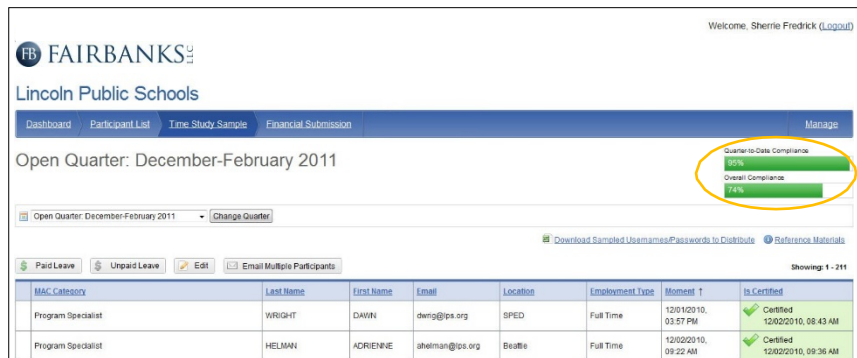 Welcome, Sherrie Fredrick (Logout)
FB FAIRBANKS LLC
Lincoln Public Schools
Dashboard Participant List Time Study Sample Financial Submission Manage
Open Quarter: December-February 2011
Quarter-to-Date Compliance
95%
Overall Compliance
74%
Open Quarter: December-February 2011 Change Quarter
Download Sampled Usernames/Passwords to Distribute Reference Materials
Paid Leave Unpaid Leave Edit Email Multiple Participants Showing: 1 - 211
MAC Category Last Name First Name Email Location Employment Type Moment ↑ Is Certified
Program Specialist WRIGHT DAWN dwrig@lps.org SPED Full Time 12/01/2010, 03:57 PM Certified 12/02/2010, 08:43 AM
Program Specialist HELMAN ADRIENNE ahelman@lps.org Beattie Full Time 12/02/2010, 09:22 AM Certified 12/02/2010, 09:36 AM